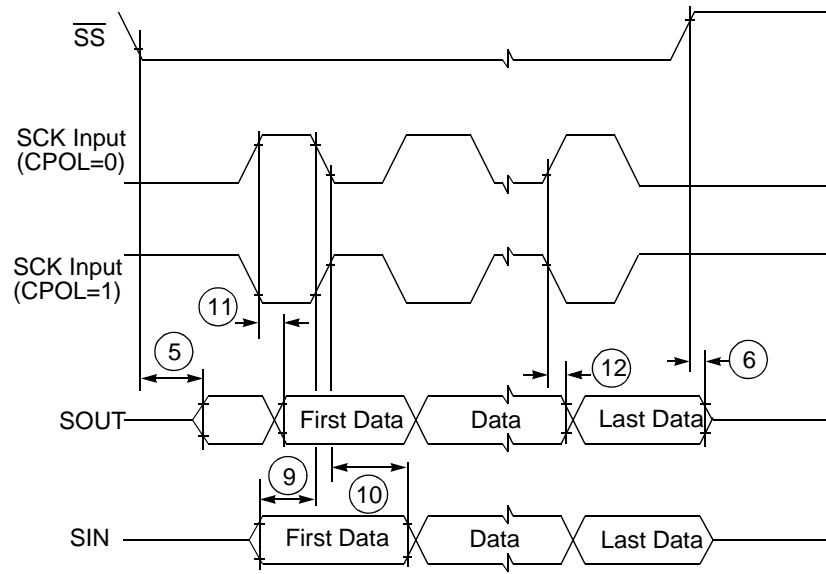 SS
SCK Input
(CPOL=0)
SCK Input
(CPOL=1)
11
5
12
6
SOUT
First Data
Data
Last Data
9
10
SIN
First Data
Data
Last Data